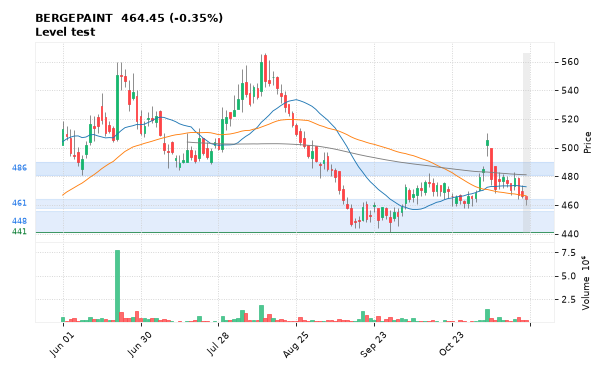 BERGEPAINT 464.45 (-0.35%)
Level test
560
540
520
500
480
460
440
Price
486
461
448
441
7.5
5.0
2.5
Volume 10⁶
Jun 01
Jun 30
Jul 28
Aug 25
Sep 23
Oct 23